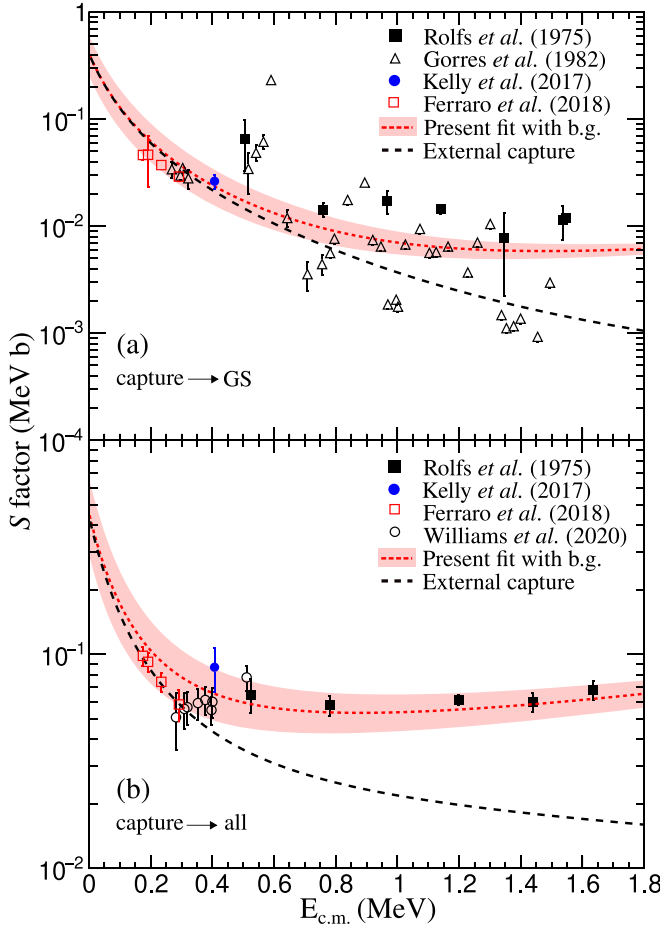 1
Rolfs et al. (1975)
Gorres et al. (1982)
Kelly et al. (2017)
Ferraro et al. (2018)
Present fit with b.g.
External capture
10⁻¹
10⁻²
10⁻³
(a)
capture → GS
10⁻⁴
S factor (MeV b)
Rolfs et al. (1975)
Kelly et al. (2017)
Ferraro et al. (2018)
Williams et al. (2020)
Present fit with b.g.
External capture
10⁻¹
(b)
capture → all
10⁻²
0 0.2 0.4 0.6 0.8 1 1.2 1.4 1.6 1.8
E_c.m. (MeV)